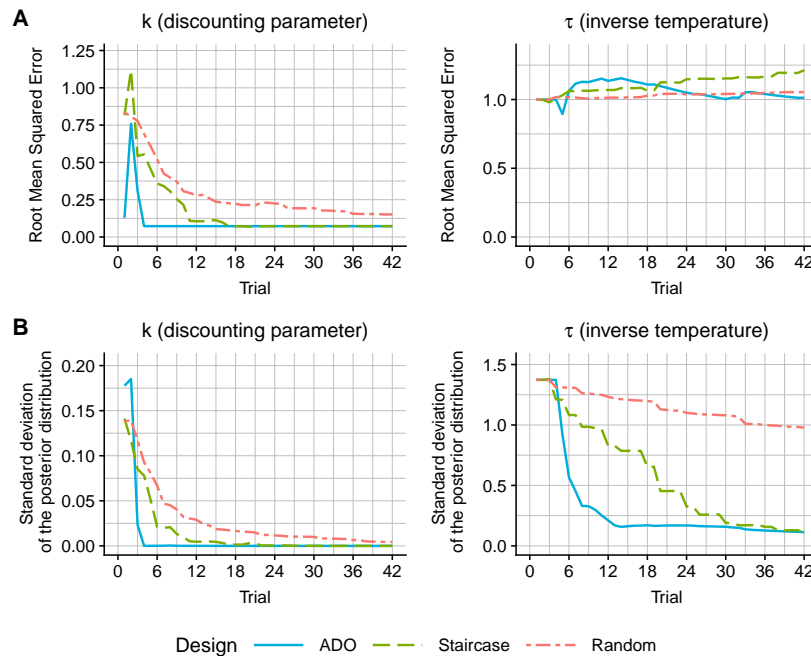 A
k (discounting parameter)
τ (inverse temperature)
Root Mean Squared Error
1.25
1.00
0.75
0.50
0.25
0.00
0 6 12 18 24 30 36 42
Trial
Root Mean Squared Error
1.0
0.5
0.0
0 6 12 18 24 30 36 42
Trial
B
k (discounting parameter)
τ (inverse temperature)
Standard deviation
of the posterior distribution
0.20
0.15
0.10
0.05
0.00
0 6 12 18 24 30 36 42
Trial
Standard deviation
of the posterior distribution
1.5
1.0
0.5
0.0
0 6 12 18 24 30 36 42
Trial
Design ADO Staircase Random